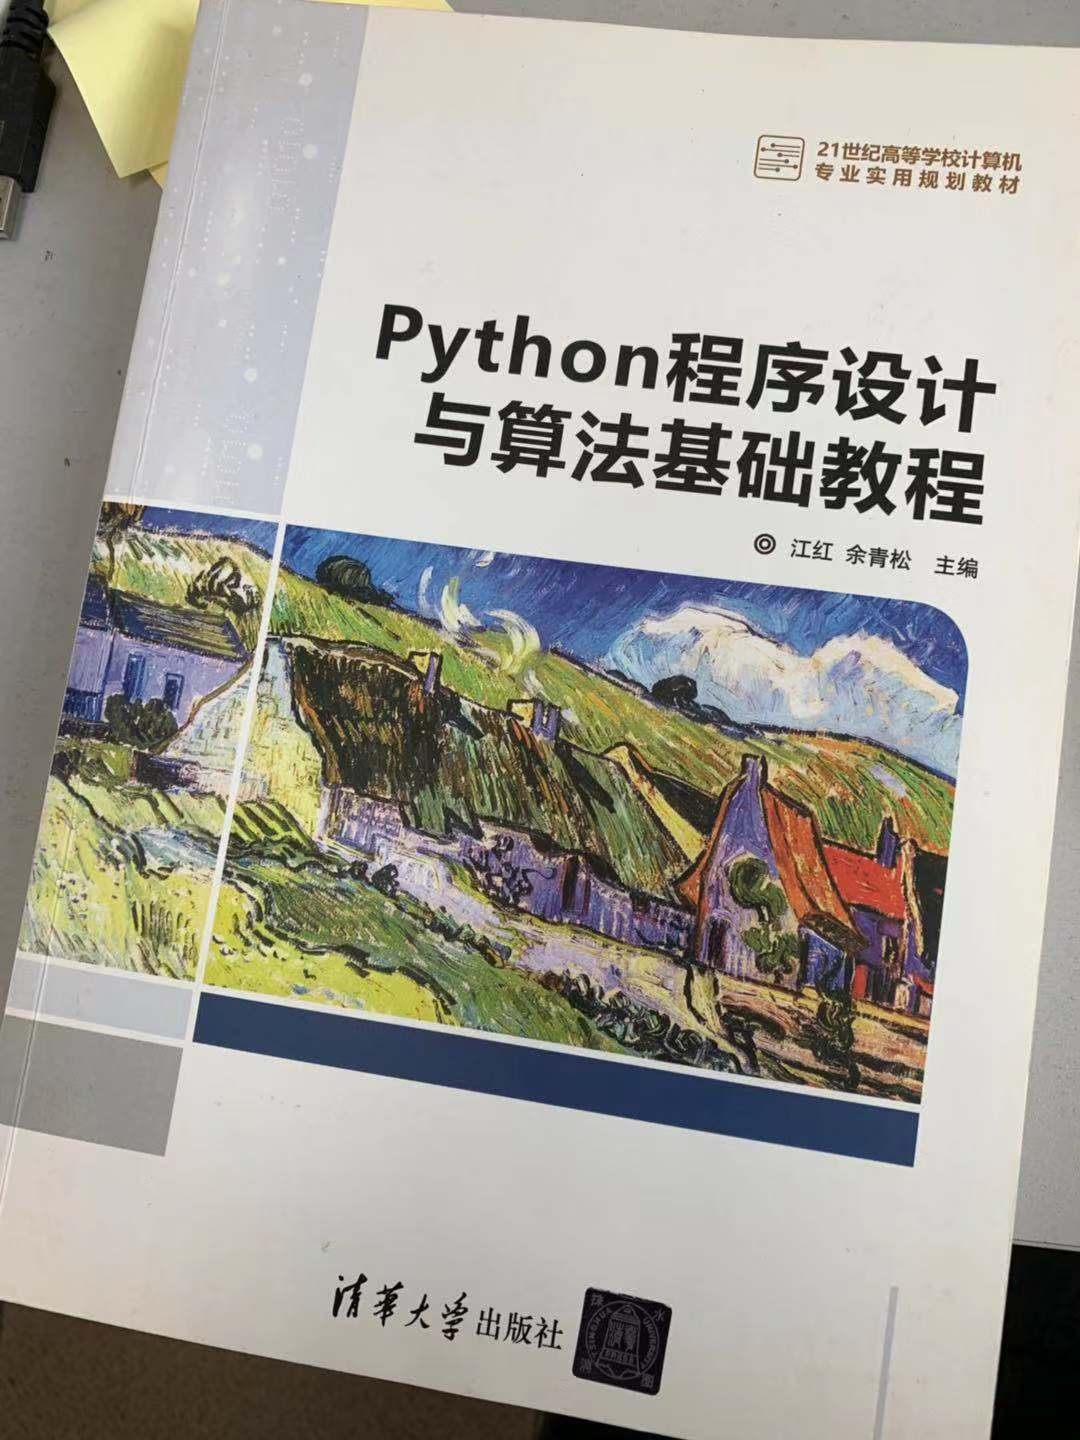 21世纪高等学校计算机
专业实用规划教材
Python程序设计
与算法基础教程
江红 余青松 主编
清华大学出版社